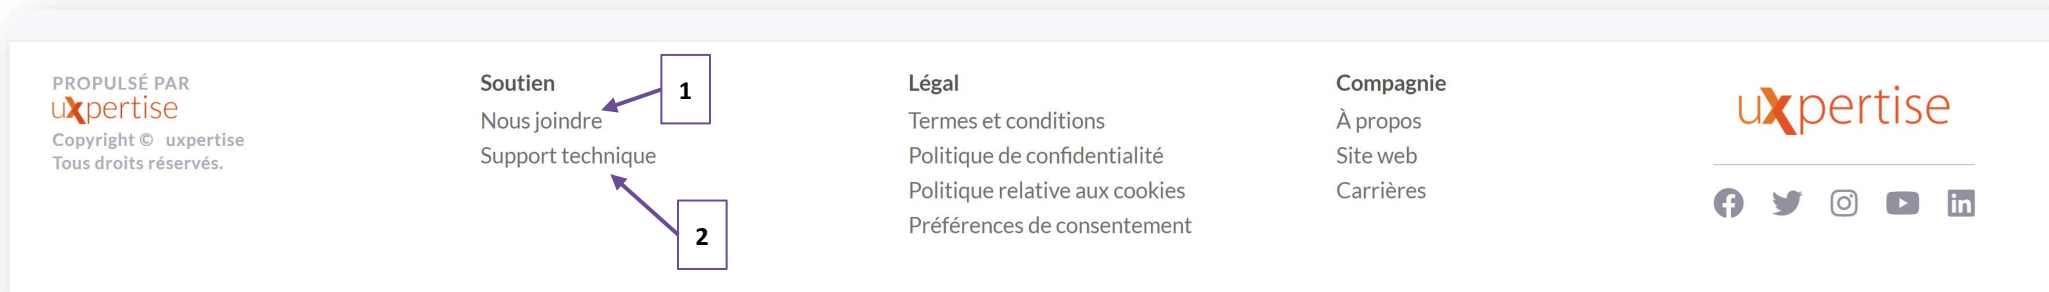 PROPULSÉ PAR
uxpertise
Copyright © uxpertise
Tous droits réservés.
Soutien
Nous joindre
Support technique
1
2
Légal
Termes et conditions
Politique de confidentialité
Politique relative aux cookies
Préférences de consentement
Compagnie
À propos
Site web
Carrières
uxpertise